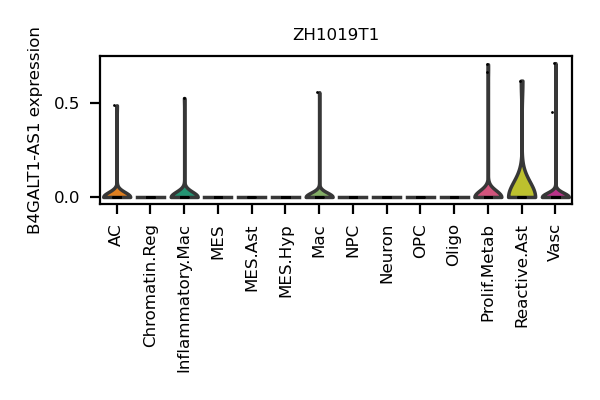 ZH1019T1
B4GALT1-AS1 expression
0.5
0.0
AC
Chromatin.Reg
Inflammatory.Mac
MES
MES.Ast
MES.Hyp
Mac
NPC
Neuron
OPC
Oligo
Prolif.Metab
Reactive.Ast
Vasc